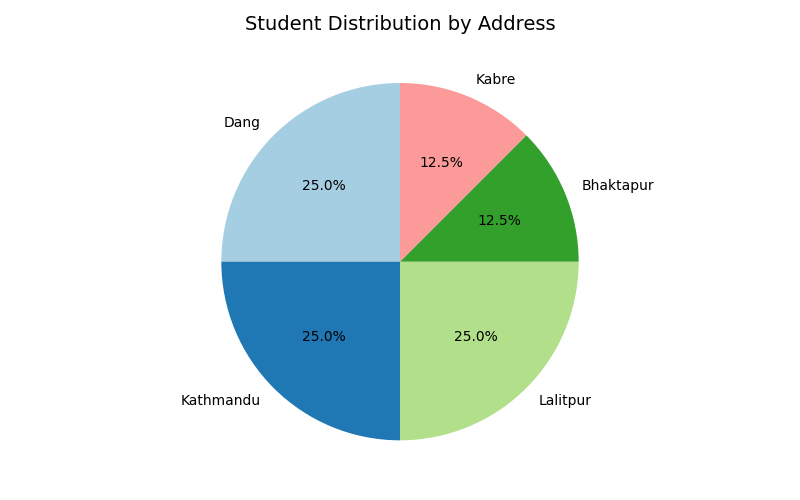 Student Distribution by Address
Kabre
Dang
12.5%
25.0%
Bhaktapur
12.5%
25.0%
25.0%
Kathmandu
Lalitpur